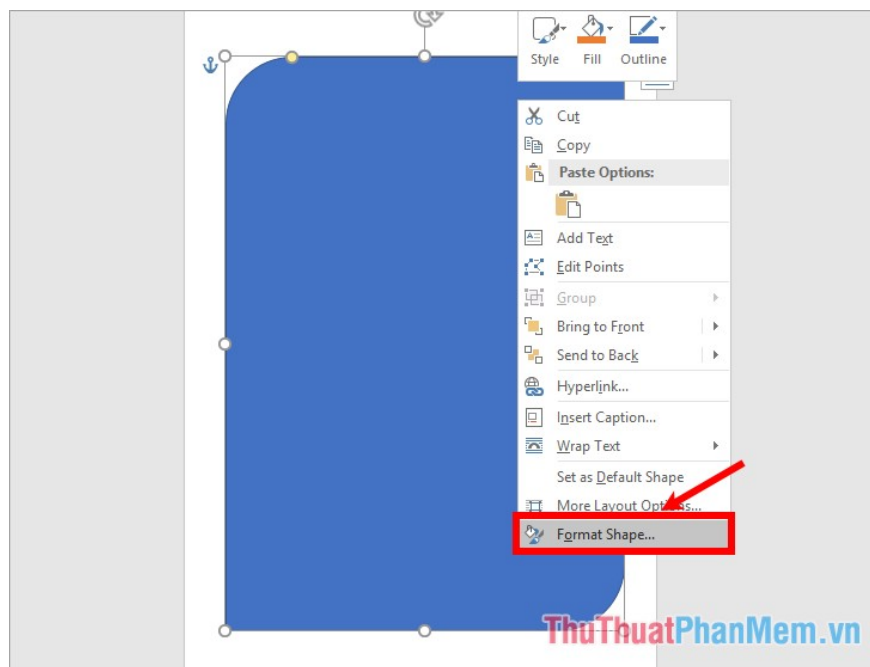 Style Fill Outline
Cut
Copy
Paste Options:
Add Text
Edit Points
Group
Bring to Front
Send to Back
Hyperlink...
Insert Caption...
Wrap Text
Set as Default Shape
More Layout Options...
Format Shape...
ThuThuatPhanMem.vn